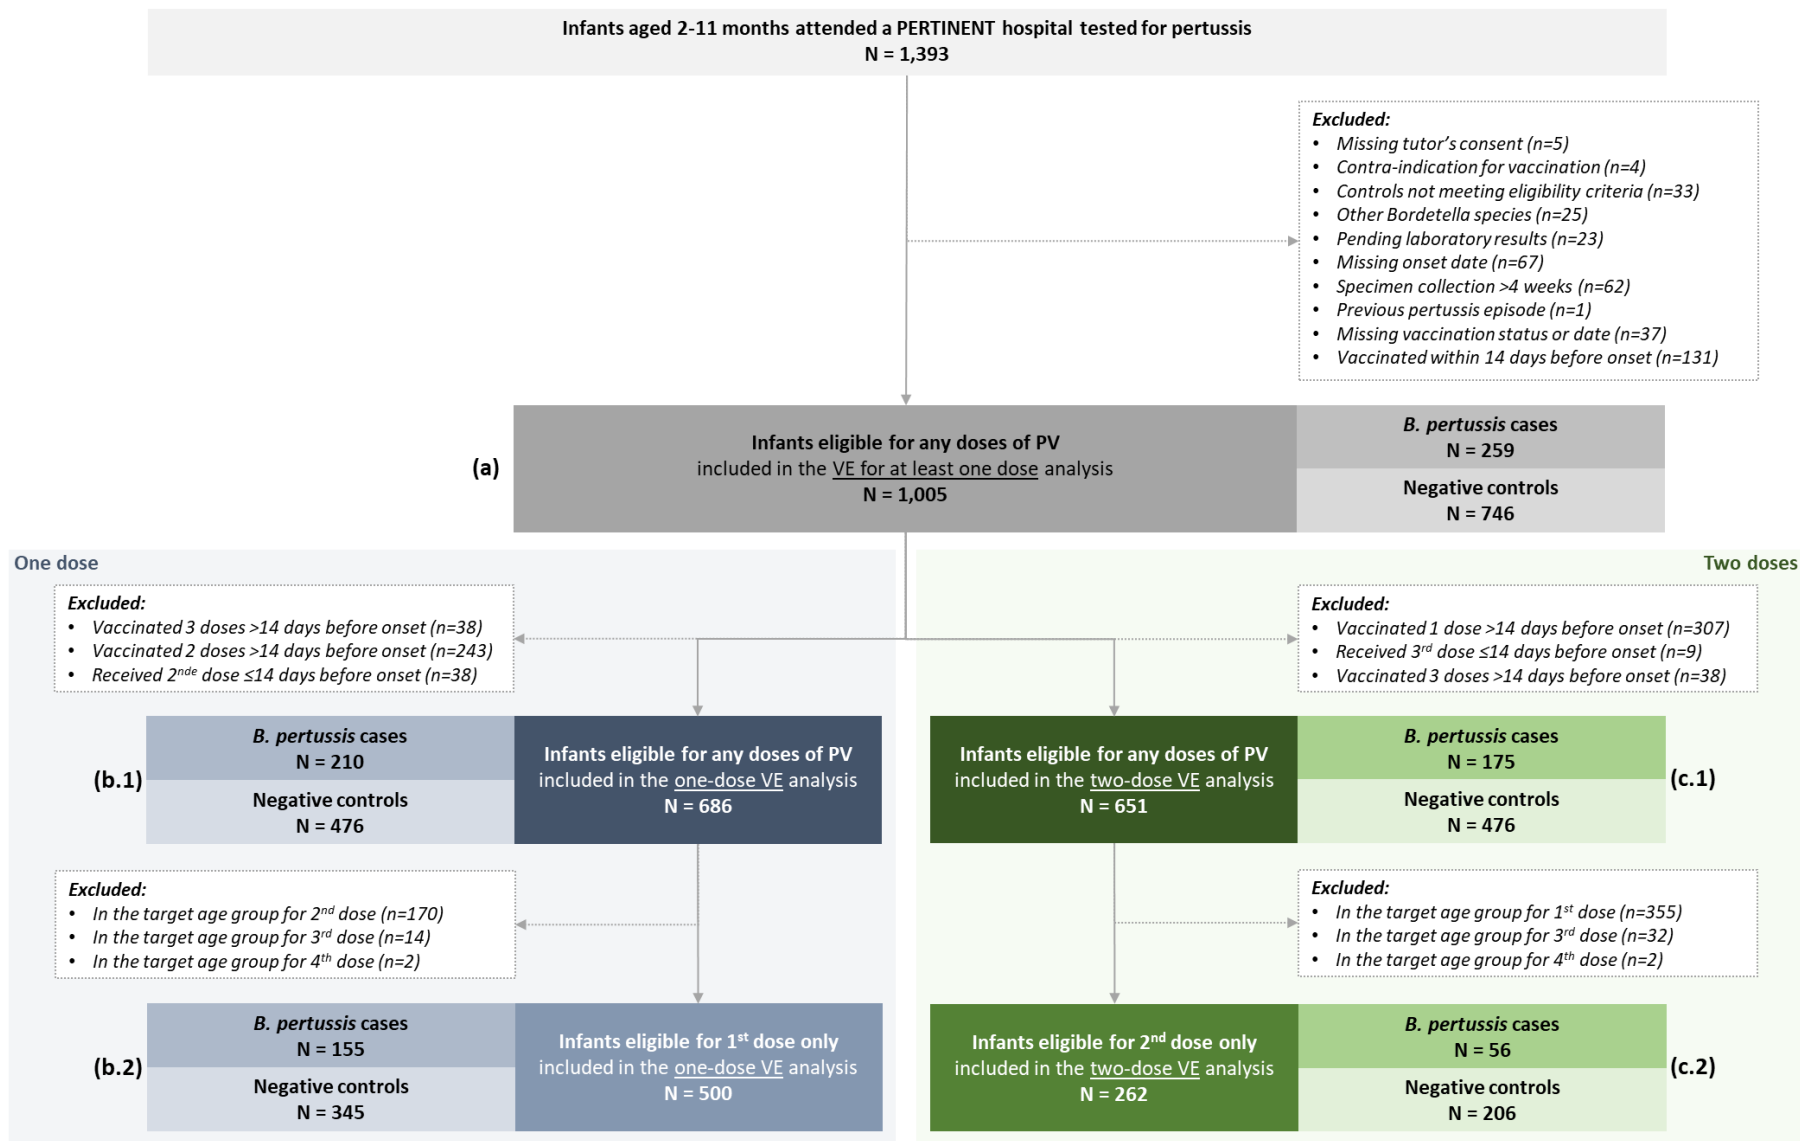 Infants aged 2-11 months attended a PERTINENT hospital tested for pertussis
N = 1,393
Excluded:
• Missing tutor’s consent (n=5)
• Contra-indication for vaccination (n=4)
• Controls not meeting eligibility criteria (n=33)
• Other Bordetella species (n=25)
• Pending laboratory results (n=23)
• Missing onset date (n=67)
• Specimen collection >4 weeks (n=62)
• Previous pertussis episode (n=1)
• Missing vaccination status or date (n=37)
• Vaccinated within 14 days before onset (n=131)
(a)
Infants eligible for any doses of PV
included in the VE for at least one dose analysis
N = 1,005
B. pertussis cases
N = 259
Negative controls
N = 746
One dose
Excluded:
• Vaccinated 3 doses >14 days before onset (n=38)
• Vaccinated 2 doses >14 days before onset (n=243)
• Received 2nde dose ≤14 days before onset (n=38)
(b.1)
B. pertussis cases
N = 210
Negative controls
N = 476
Infants eligible for any doses of PV
included in the one-dose VE analysis
N = 686
Excluded:
• In the target age group for 2nd dose (n=170)
• In the target age group for 3rd dose (n=14)
• In the target age group for 4th dose (n=2)
(b.2)
B. pertussis cases
N = 155
Negative controls
N = 345
Infants eligible for 1st dose only
included in the one-dose VE analysis
N = 500
Two doses
Excluded:
• Vaccinated 1 dose >14 days before onset (n=307)
• Received 3rd dose ≤14 days before onset (n=9)
• Vaccinated 3 doses >14 days before onset (n=38)
Infants eligible for any doses of PV
included in the two-dose VE analysis
N = 651
B. pertussis cases
N = 175
Negative controls
N = 476
(c.1)
Excluded:
• In the target age group for 1st dose (n=355)
• In the target age group for 3rd dose (n=32)
• In the target age group for 4th dose (n=2)
Infants eligible for 2nd dose only
included in the two-dose VE analysis
N = 262
B. pertussis cases
N = 56
Negative controls
N = 206
(c.2)